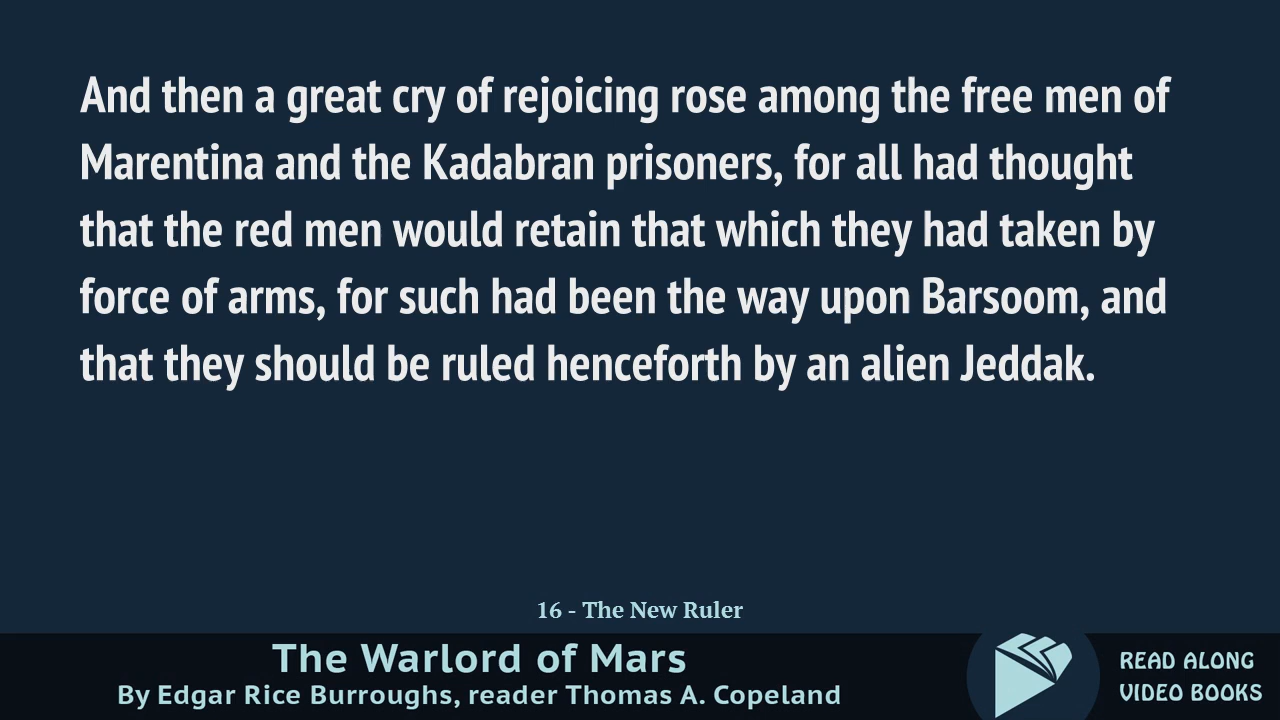 And then a great cry of rejoicing rose among the free men of
Marentina and the Kadabran prisoners, for all had thought
that the red men would retain that which they had taken by
force of arms, for such had been the way upon Barsoom, and
that they should be ruled henceforth by an alien Jeddak.
16 - The New Ruler
The Warlord of Mars
By Edgar Rice Burroughs, reader Thomas A. Copeland
READ ALONG
VIDEO BOOKS